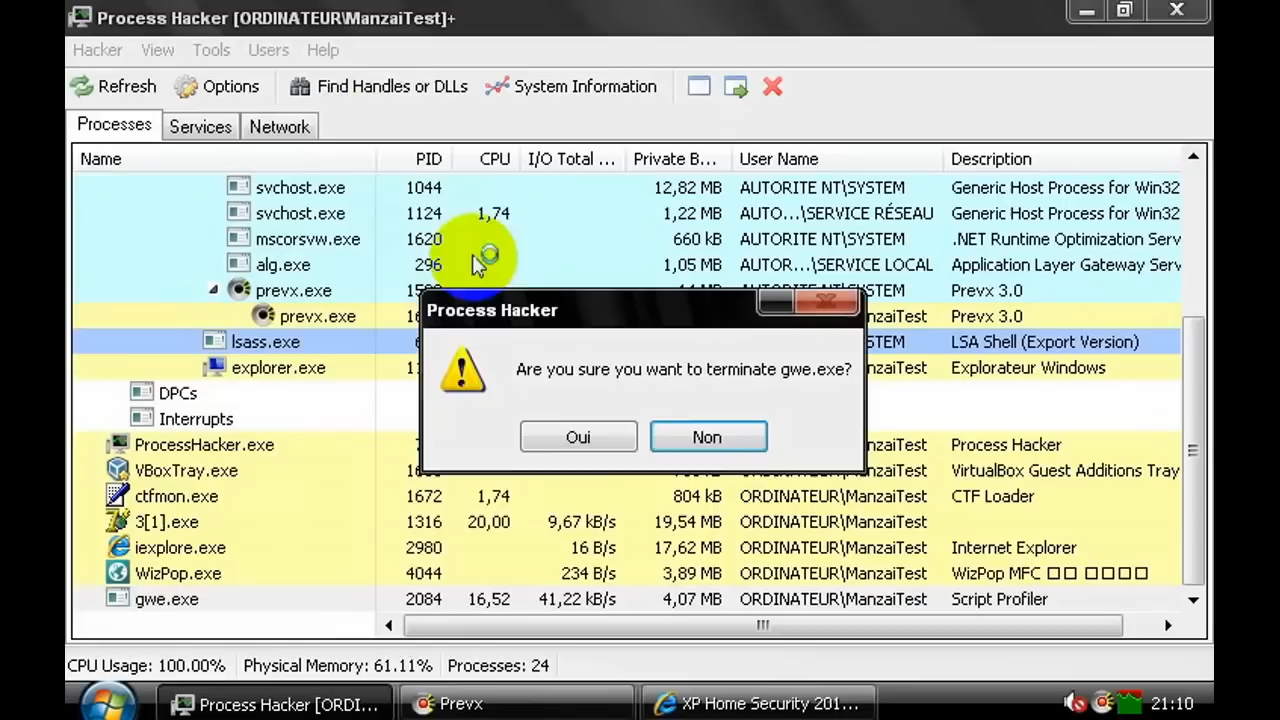 Process Hacker [ORDINATEUR\ManzaiTest]+
Hacker View Tools Users Help
Refresh Options Find Handles or DLLs System Information
Processes Services Network
Name PID CPU I/O Total ... Private B... User Name Description
svchost.exe 1044 12,82 MB AUTORITE NT\SYSTEM Generic Host Process for Win32
svchost.exe 1124 1,74 1,22 MB AUTO...\SERVICE RÉSEAU Generic Host Process for Win32
mscorsvw.exe 1620 660 kB AUTORITE NT\SYSTEM .NET Runtime Optimization Serv
alg.exe 296 1,05 MB AUTOR...\SERVICE LOCAL Application Layer Gateway Serv
prevx.exe Prevx 3.0
prevx.exe Prevx 3.0
lsass.exe LSA Shell (Export Version)
explorer.exe Explorateur Windows
DPCs
Interrupts
Process Hacker
Are you sure you want to terminate gwe.exe?
Oui Non
ProcessHacker.exe Process Hacker
VBoxTray.exe VirtualBox Guest Additions Tray
ctfmon.exe 1672 1,74 804 kB ORDINATEUR\ManzaiTest CTF Loader
3[1].exe 1316 20,00 9,67 kB/s 19,54 MB ORDINATEUR\ManzaiTest
iexplore.exe 2980 16 B/s 17,62 MB ORDINATEUR\ManzaiTest Internet Explorer
WizPop.exe 4044 234 B/s 3,89 MB ORDINATEUR\ManzaiTest WizPop MFC □□ □□□□
gwe.exe 2084 16,52 41,22 kB/s 4,07 MB ORDINATEUR\ManzaiTest Script Profiler
CPU Usage: 100.00% Physical Memory: 61.11% Processes: 24
Process Hacker [ORDI... Prevx XP Home Security 201... 21:10